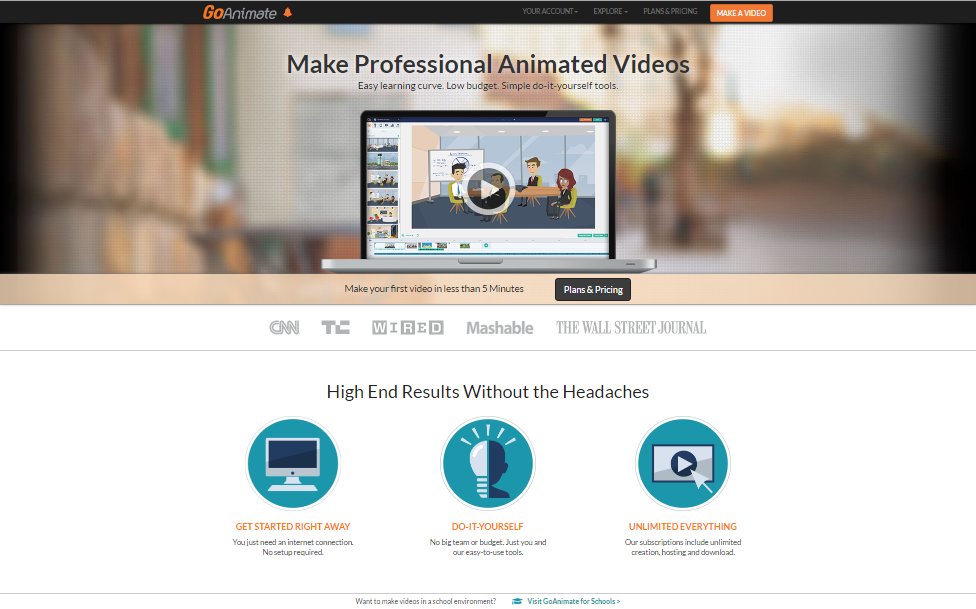 GoAnimate
YOUR ACCOUNT
EXPLORE
PLANS & PRICING
MAKE A VIDEO
Make Professional Animated Videos
Easy learning curve. Low budget. Simple do-it-yourself tools.
Make your first video in less than 5 Minutes
Plans & Pricing
CNN
TC
WIRED
Mashable
THE WALL STREET JOURNAL
High End Results Without the Headaches
GET STARTED RIGHT AWAY
You just need an internet connection.
No setup required.
DO-IT-YOURSELF
No big team or budget. Just you and
our easy-to-use tools.
UNLIMITED EVERYTHING
Our subscriptions include unlimited
creation, hosting and download.
Want to make videos in a school environment?
Visit GoAnimate for Schools >